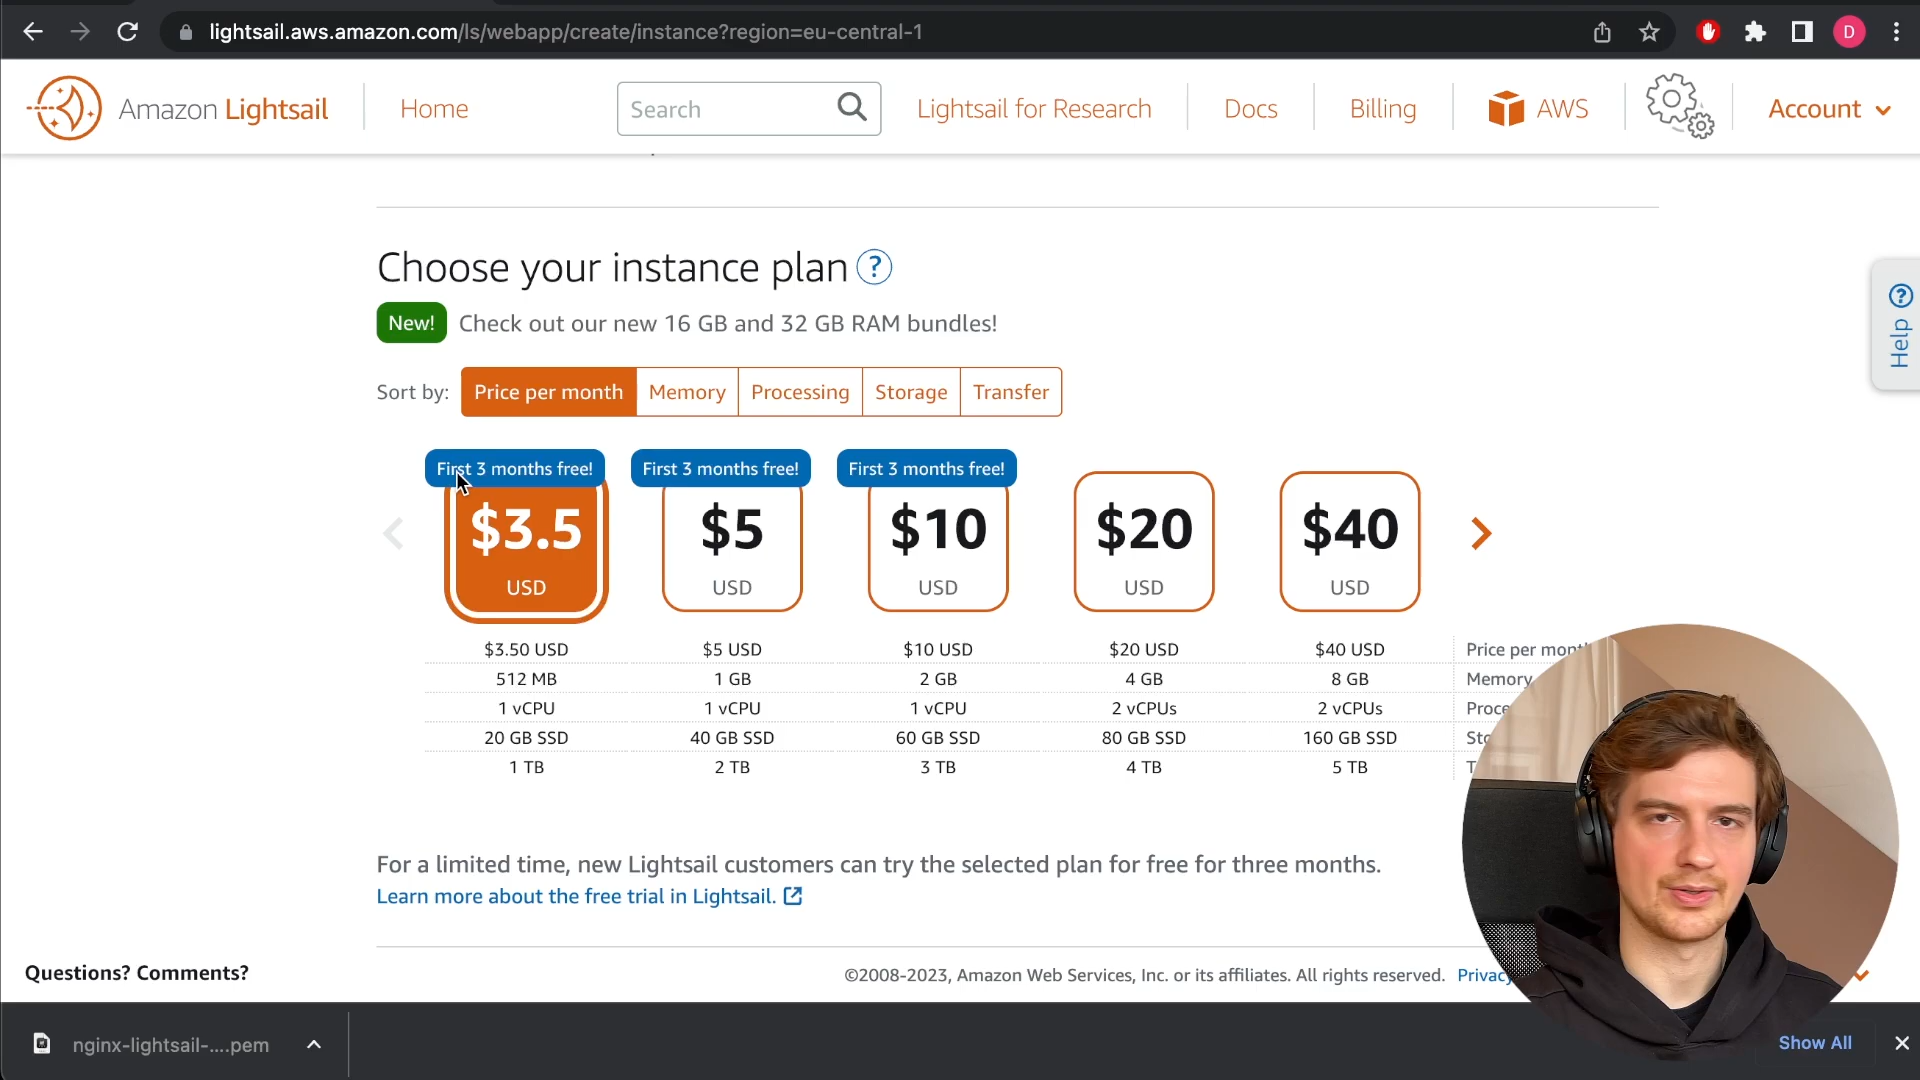 lightsail.aws.amazon.com/ls/webapp/create/instance?region=eu-central-1
D
Amazon Lightsail
Home
Search
Lightsail for Research
Docs
Billing
AWS
Account
Choose your instance plan ?
New! Check out our new 16 GB and 32 GB RAM bundles!
? Help
Sort by: Price per month Memory Processing Storage Transfer
First 3 months free! First 3 months free! First 3 months free!
$3.5 $5 $10 $20 $40
USD USD USD USD USD
$3.50 USD $5 USD $10 USD $20 USD $40 USD Price per month
512 MB 1 GB 2 GB 4 GB 8 GB Memory
1 vCPU 1 vCPU 1 vCPU 2 vCPUs 2 vCPUs Proce
20 GB SSD 40 GB SSD 60 GB SSD 80 GB SSD 160 GB SSD
1 TB 2 TB 3 TB 4 TB 5 TB T
For a limited time, new Lightsail customers can try the selected plan for free for three months.
Learn more about the free trial in Lightsail.
Questions? Comments?
©2008-2023, Amazon Web Services, Inc. or its affiliates. All rights reserved. Privacy
nginx-lightsail-....pem
Show All